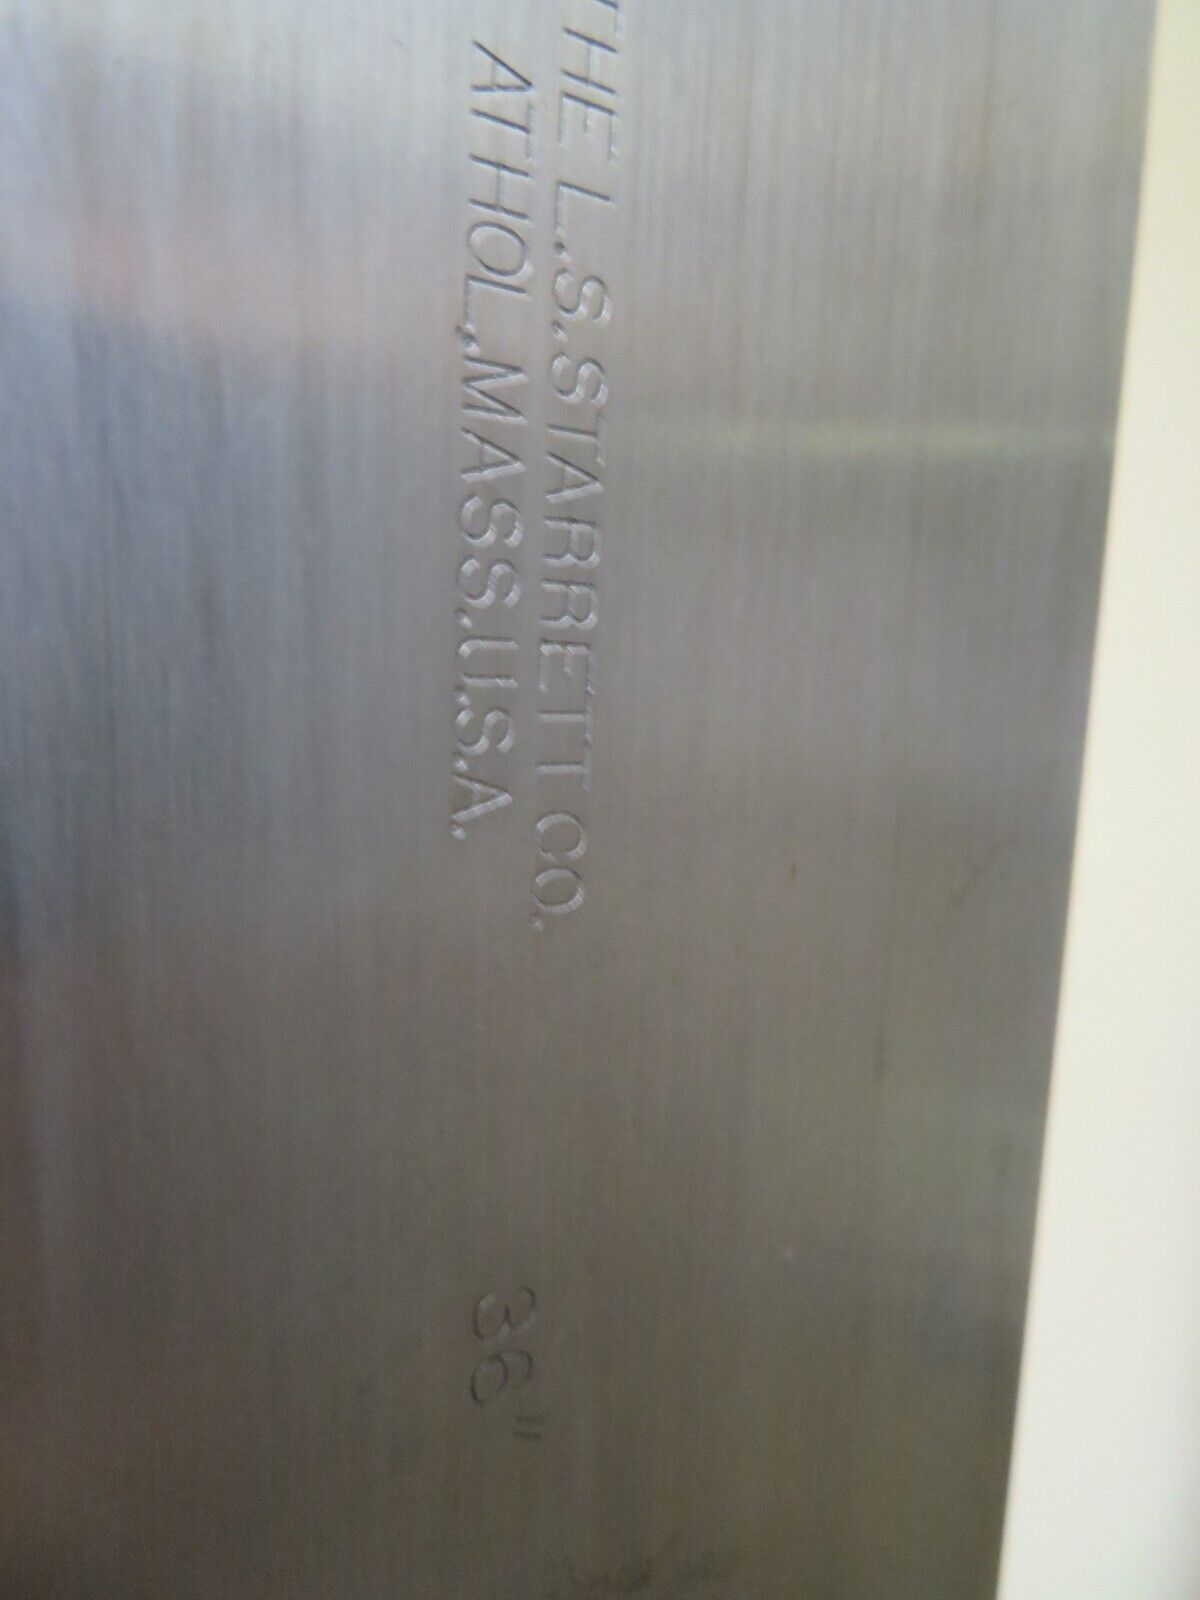 THE L.S.STARRETT CO.
ATHOL,MASS.U.S.A.
36"